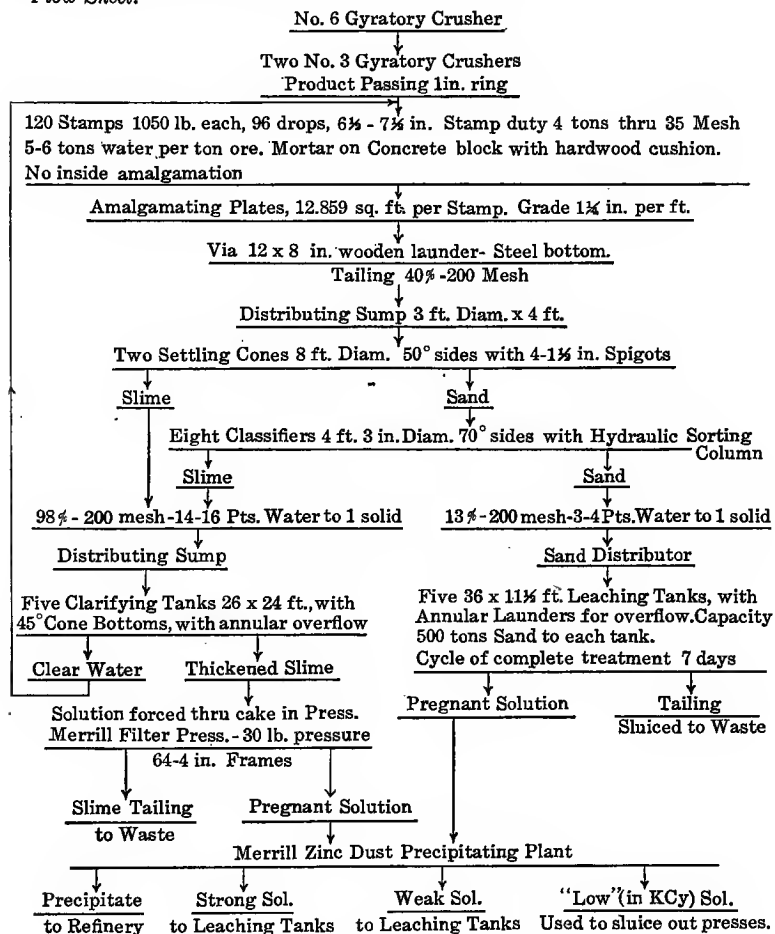 Flow Sheet.
No. 6 Gyratory Crusher
Two No. 3 Gyratory Crushers
Product Passing 1in. ring
120 Stamps 1050 lb. each, 96 drops, 6½ - 7½ in. Stamp duty 4 tons thru 35 Mesh
5-6 tons water per ton ore. Mortar on Concrete block with hardwood cushion.
No inside amalgamation
Amalgamating Plates, 12.859 sq. ft. per Stamp. Grade 1¼ in. per ft.
Via 12 x 8 in. wooden launder- Steel bottom.
Tailing 40%-200 Mesh
Distributing Sump 3 ft. Diam. x 4 ft.
Two Settling Cones 8 ft. Diam. 50° sides with 4-1½ in. Spigots
Slime Sand
Eight Classifiers 4 ft. 3 in. Diam. 70° sides with Hydraulic Sorting
Column
Slime Sand
98%-200 mesh-14-16 Pts. Water to 1 solid 13%-200 mesh-3-4 Pts. Water to 1 solid
Distributing Sump Sand Distributor
Five Clarifying Tanks 26 x 24 ft., with
45° Cone Bottoms, with annular overflow
Five 36 x 11½ ft. Leaching Tanks, with
Annular Launders for overflow. Capacity
500 tons Sand to each tank.
Cycle of complete treatment 7 days
Clear Water Thickened Slime
Pregnant Solution Tailing
Sluiced to Waste
Solution forced thru cake in Press.
Merrill Filter Press. - 30 lb. pressure
64-4 in. Frames
Slime Tailing
to Waste
Pregnant Solution
Merrill Zinc Dust Precipitating Plant
Precipitate Strong Sol. Weak Sol. "Low" (in KCy) Sol.
to Refinery to Leaching Tanks to Leaching Tanks Used to sluice out presses.